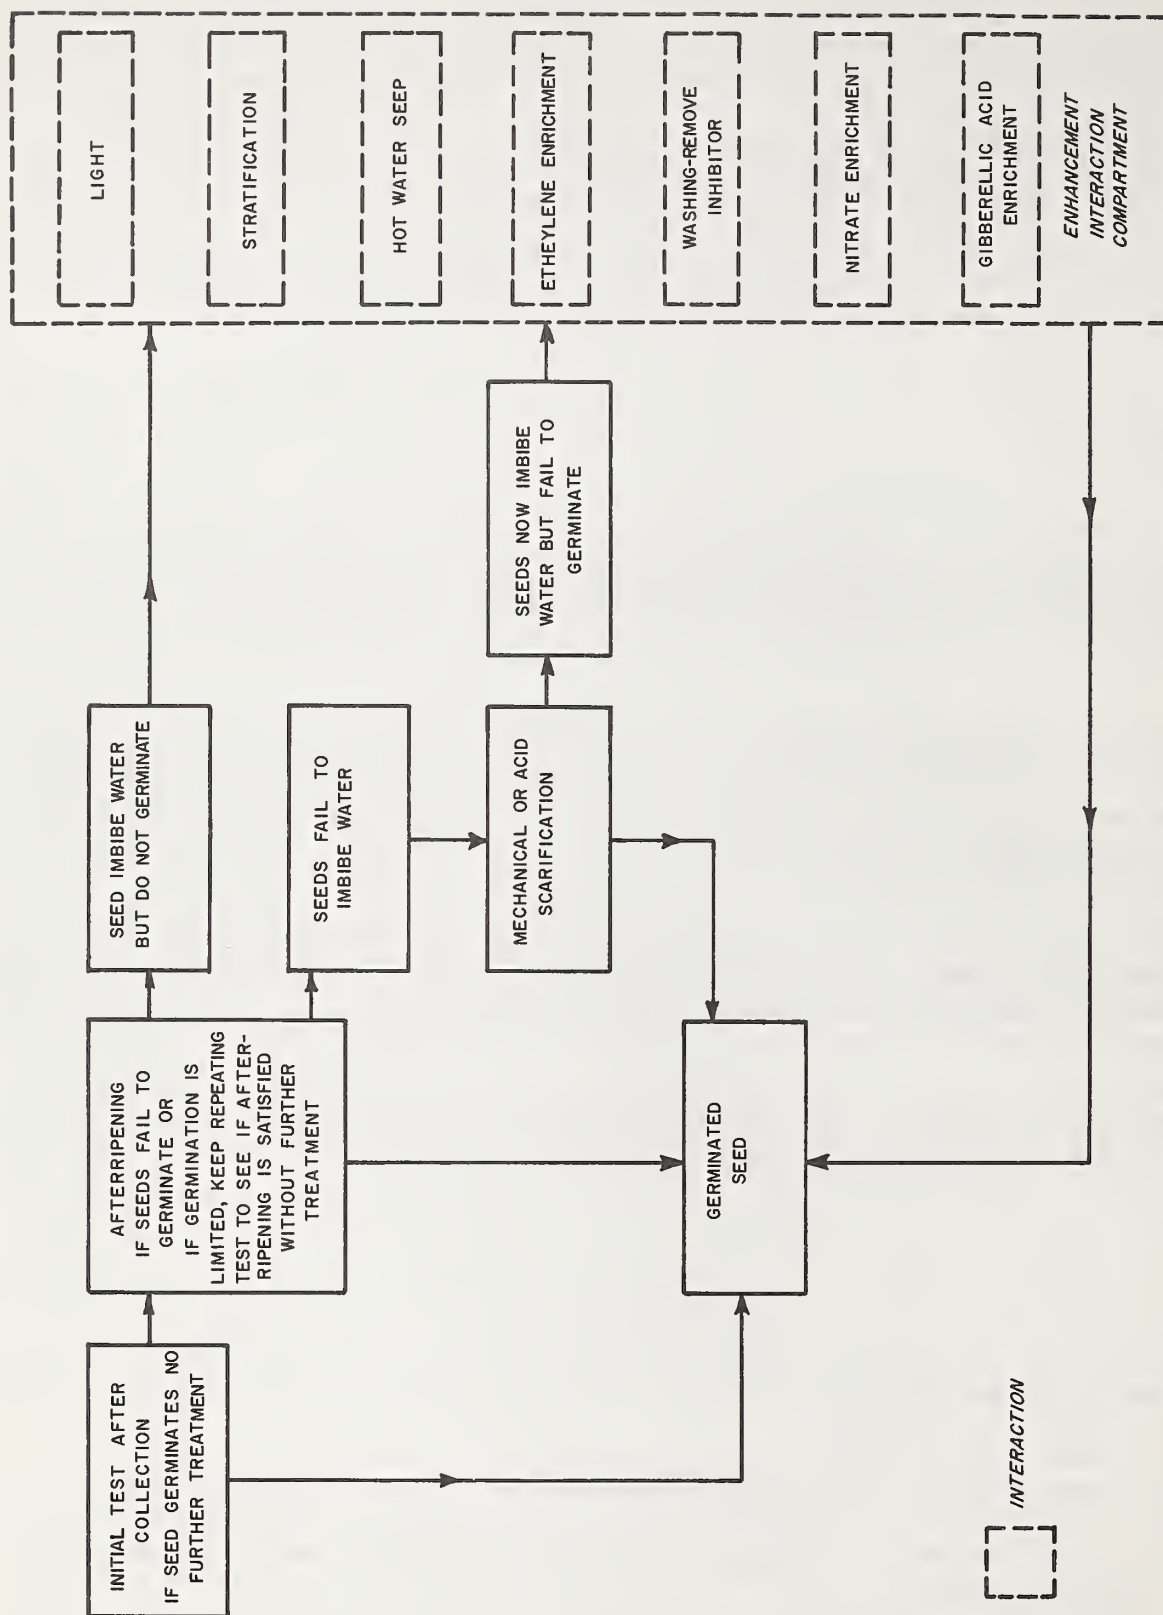 INITIAL TEST AFTER
COLLECTION
IF SEED GERMINATES NO
FURTHER TREATMENT
AFTERRIPENING
IF SEEDS FAIL TO
GERMINATE OR
IF GERMINATION IS
LIMITED, KEEP REPEATING
TEST TO SEE IF AFTER-
RIPENING IS SATISFIED
WITHOUT FURTHER
TREATMENT
SEED IMBIBE WATER
BUT DO NOT GERMINATE
SEEDS FAIL TO
IMBIBE WATER
MECHANICAL OR ACID
SCARIFICATION
SEEDS NOW IMBIBE
WATER BUT FAIL TO
GERMINATE
GERMINATED
SEED
LIGHT
STRATIFICATION
HOT WATER SEEP
ETHEYLENE ENRICHMENT
WASHING-REMOVE
INHIBITOR
NITRATE ENRICHMENT
GIBBERELLIC ACID
ENRICHMENT
ENHANCEMENT
INTERACTION
COMPARTMENT
INTERACTION